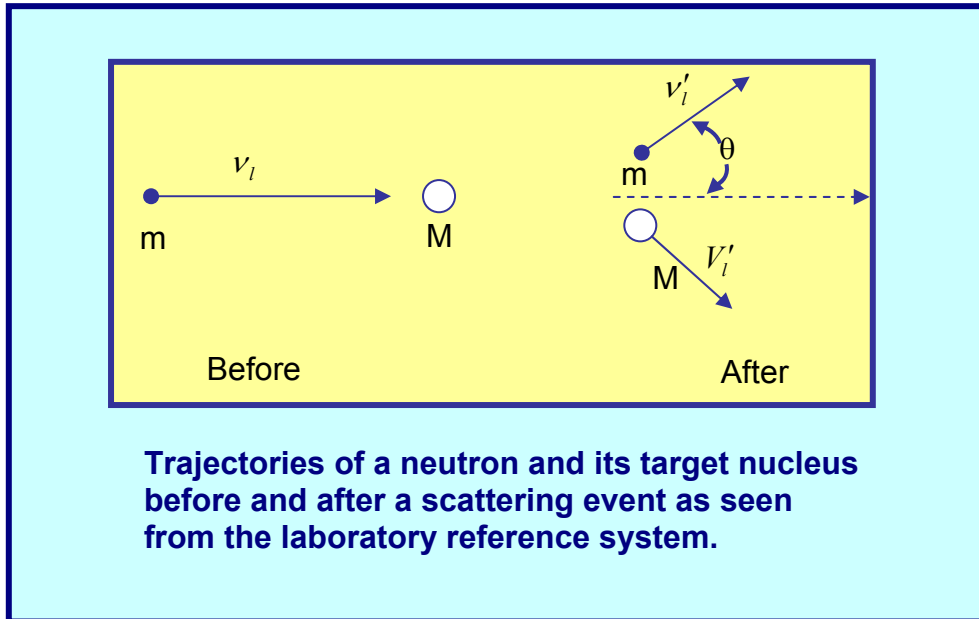 v_l
m
M
v_l′
θ
m
M
V_l′
Before
After
Trajectories of a neutron and its target nucleus
before and after a scattering event as seen
from the laboratory reference system.